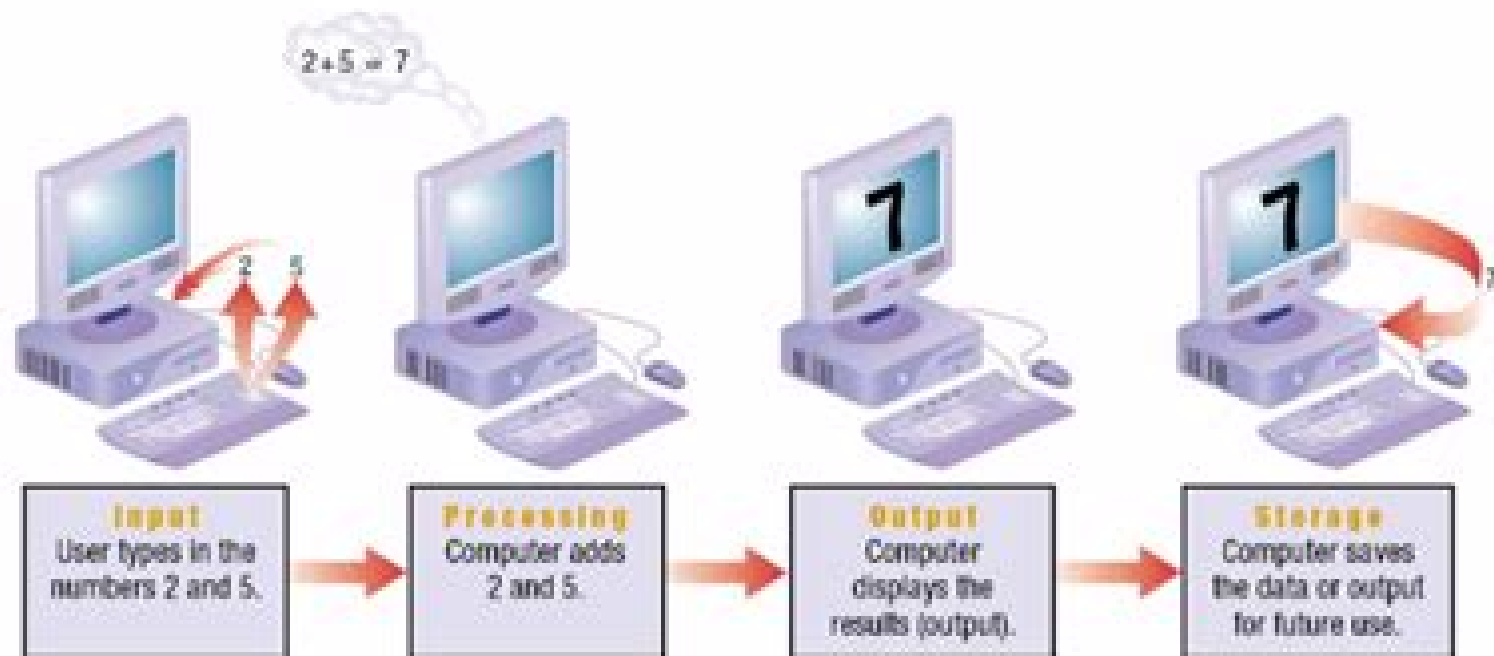 2+5 = 7
2 5
7
7
7
Input
User types in the
numbers 2 and 5.
Processing
Computer adds
2 and 5.
Output
Computer
displays the
results (output).
Storage
Computer saves
the data or output
for future use.